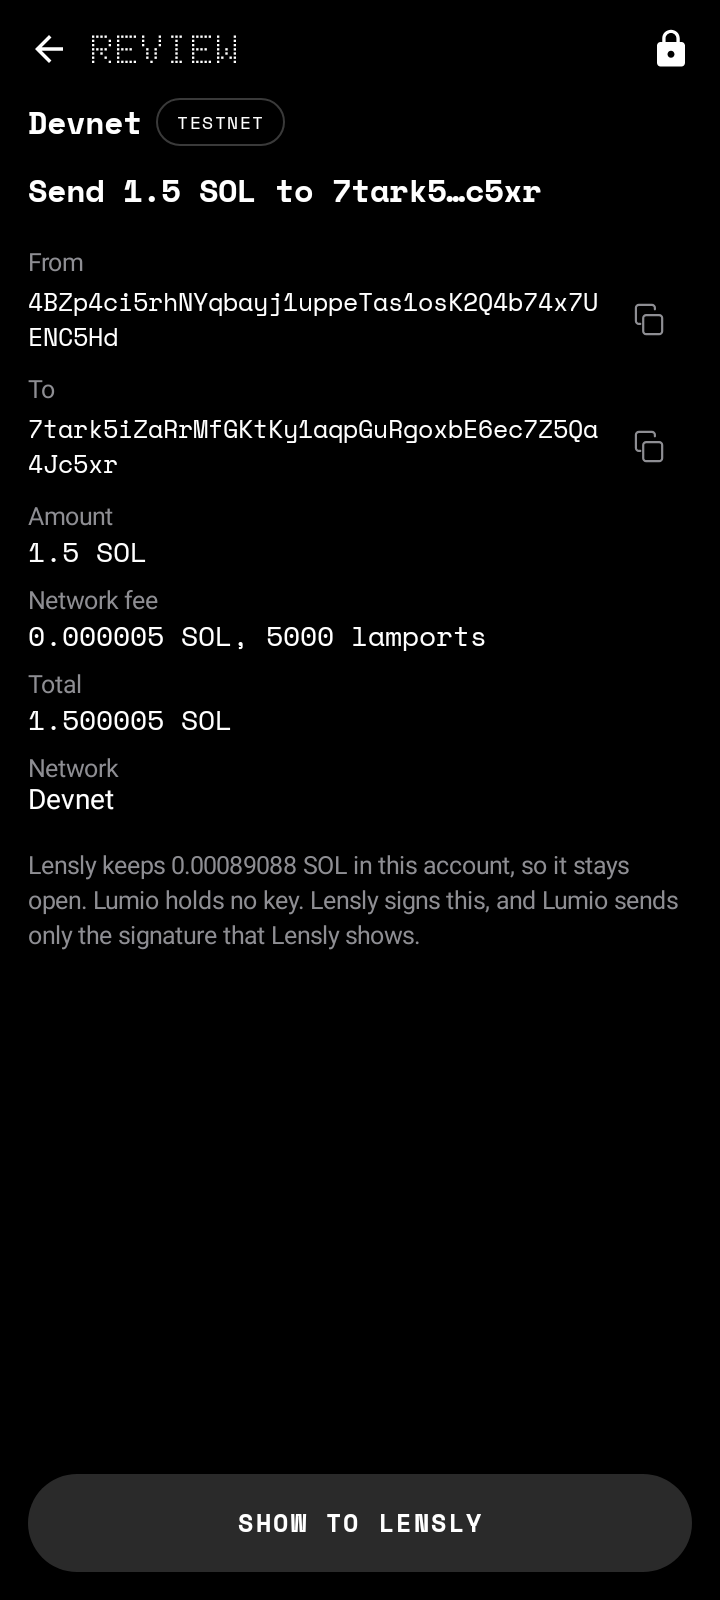 REVIEW
Devnet TESTNET
Send 1.5 SOL to 7tark5…c5xr
From
4BZp4ci5rhNYqbayj1uppeTas1osK2Q4b74x7U
ENC5Hd
To
7tark5iZaRrMfGKtKy1aqpGuRgoxbE6ec7Z5Qa
4Jc5xr
Amount
1.5 SOL
Network fee
0.000005 SOL, 5000 lamports
Total
1.500005 SOL
Network
Devnet
Lensly keeps 0.00089088 SOL in this account, so it stays
open. Lumio holds no key. Lensly signs this, and Lumio sends
only the signature that Lensly shows.
SHOW TO LENSLY